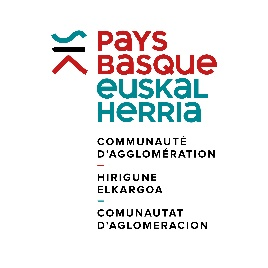 PAYS
BASQUE
EUSKAL
HERRIA
COMMUNAUTÉ
D'AGGLOMÉRATION
HIRIGUNE
ELKARGOA
COMUNAUTAT
D'AGLOMERACION